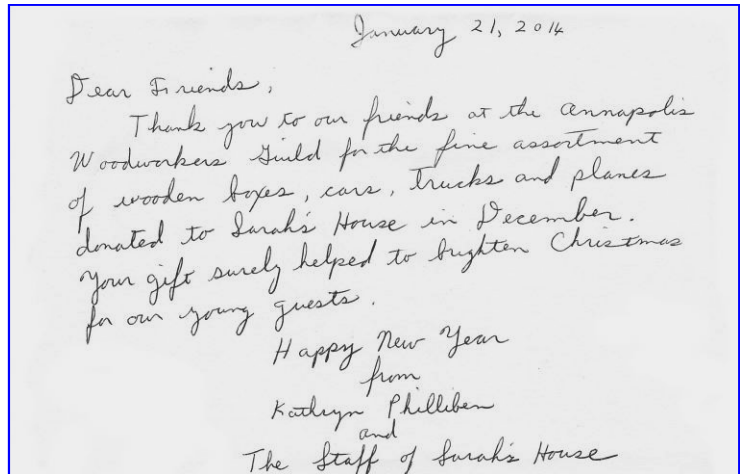 January 21, 2014
Dear Friends,
Thank you to our friends at the Annapolis
Woodworkers Guild for the fine assortment
of wooden boxes, cars, trucks and planes
donated to Sarah's House in December.
Your gift surely helped to brighten Christmas
for our young guests.
Happy New Year
from
Kathryn Philliben
and
The Staff of Sarah's House